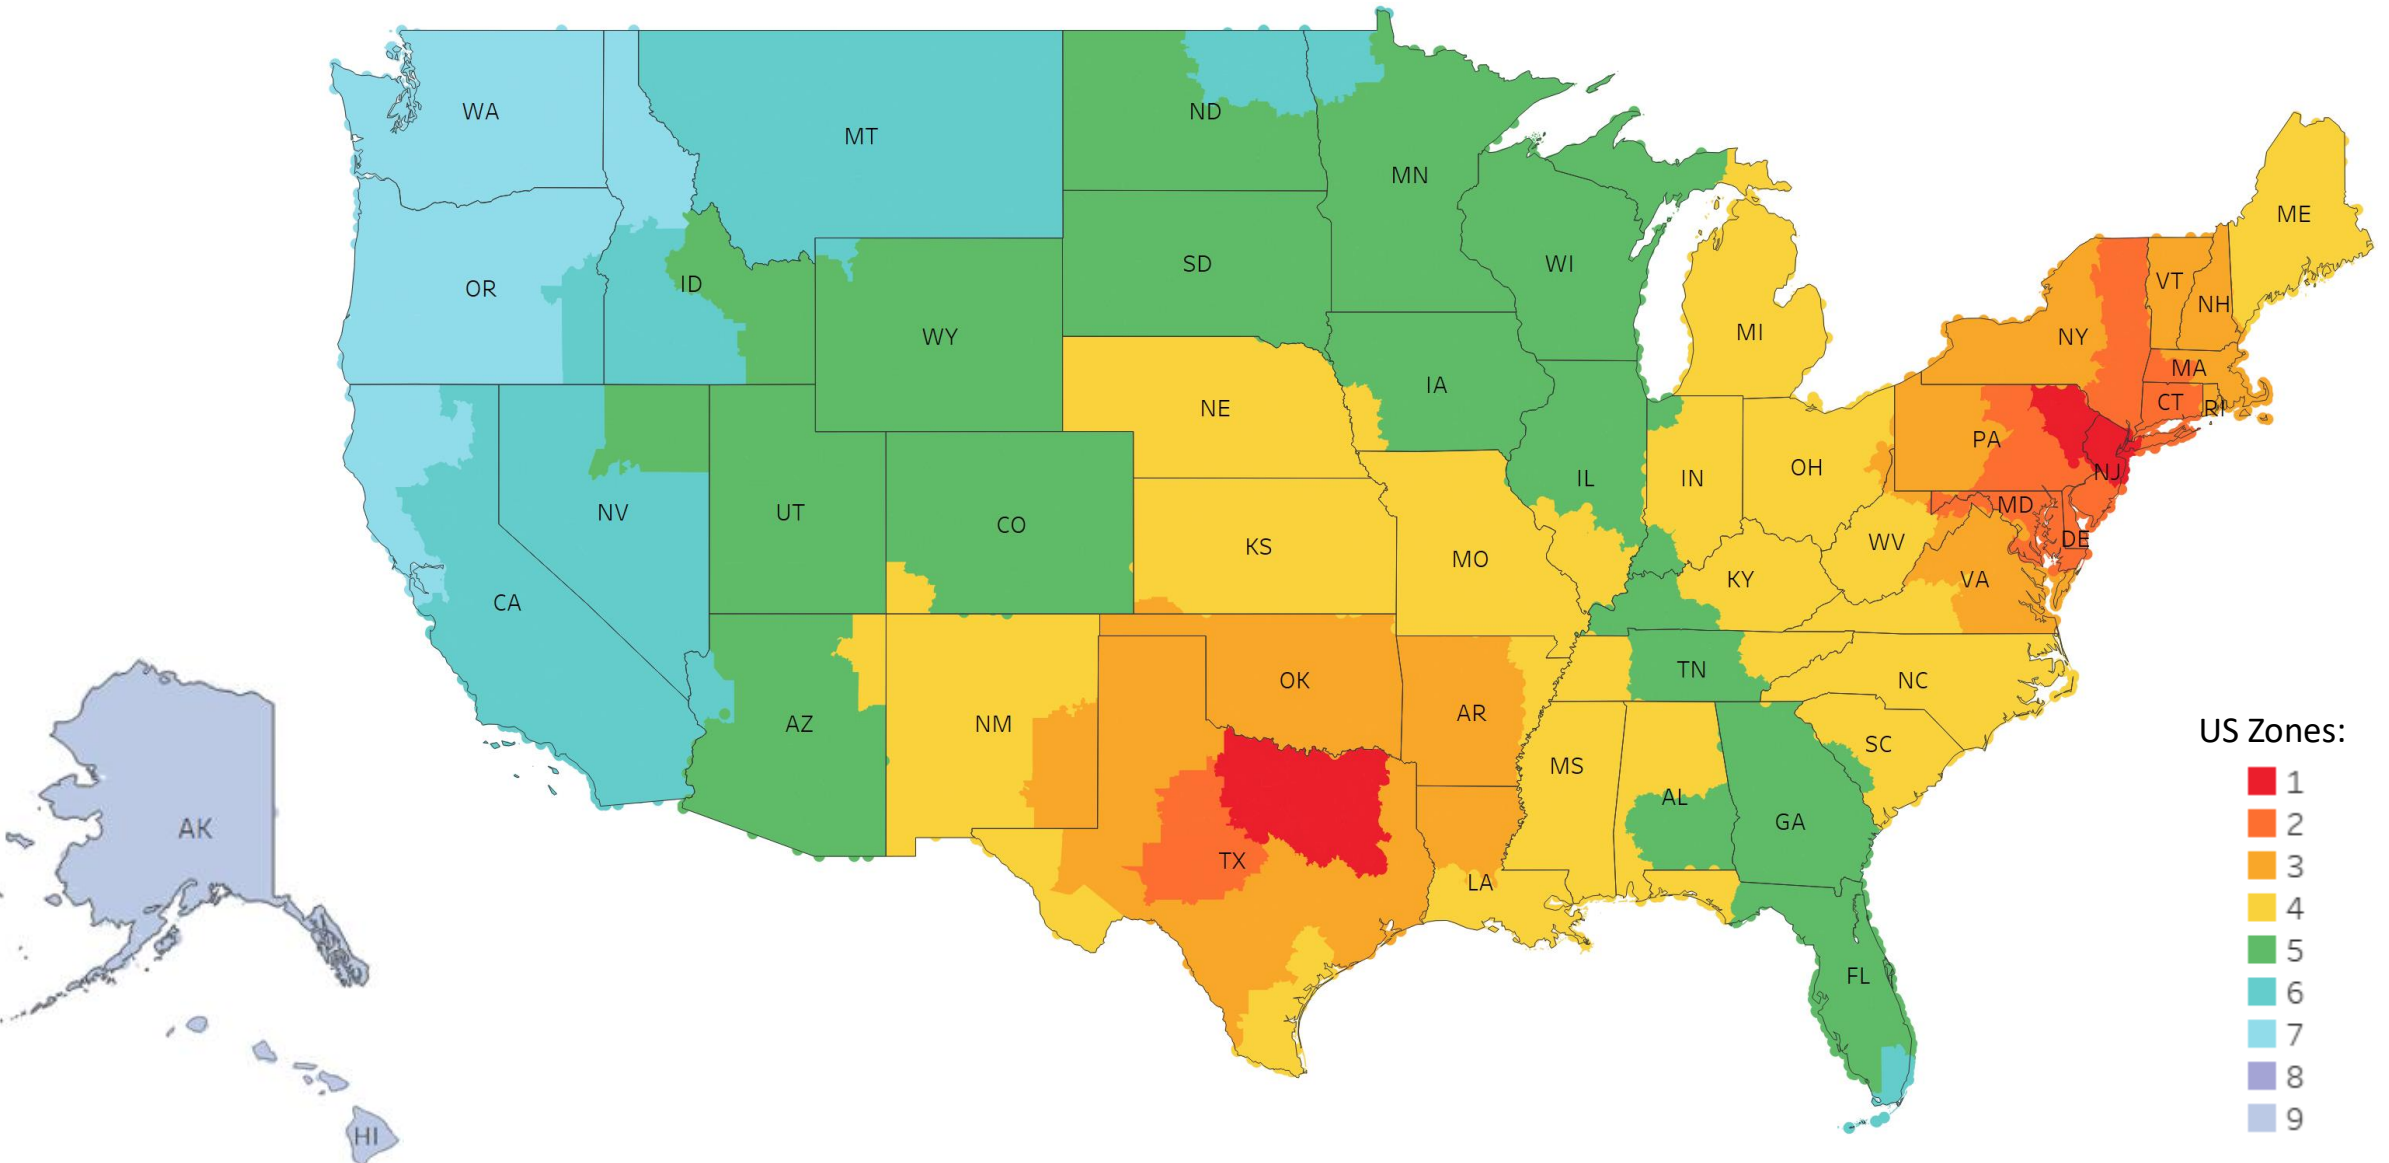 WA
MT
ND
MN
ME
OR
ID
SD
WI
VT
NH
WY
MI
NY
MA
IA
NE
CT
RI
PA
OH
NJ
IL
IN
NV
UT
CO
MD
KS
MO
WV
DE
CA
KY
VA
TN
NC
OK
AZ
NM
AR
SC
US Zones:
MS
AL
1
GA
2
AK
TX
3
LA
4
5
FL
6
7
8
9
HI